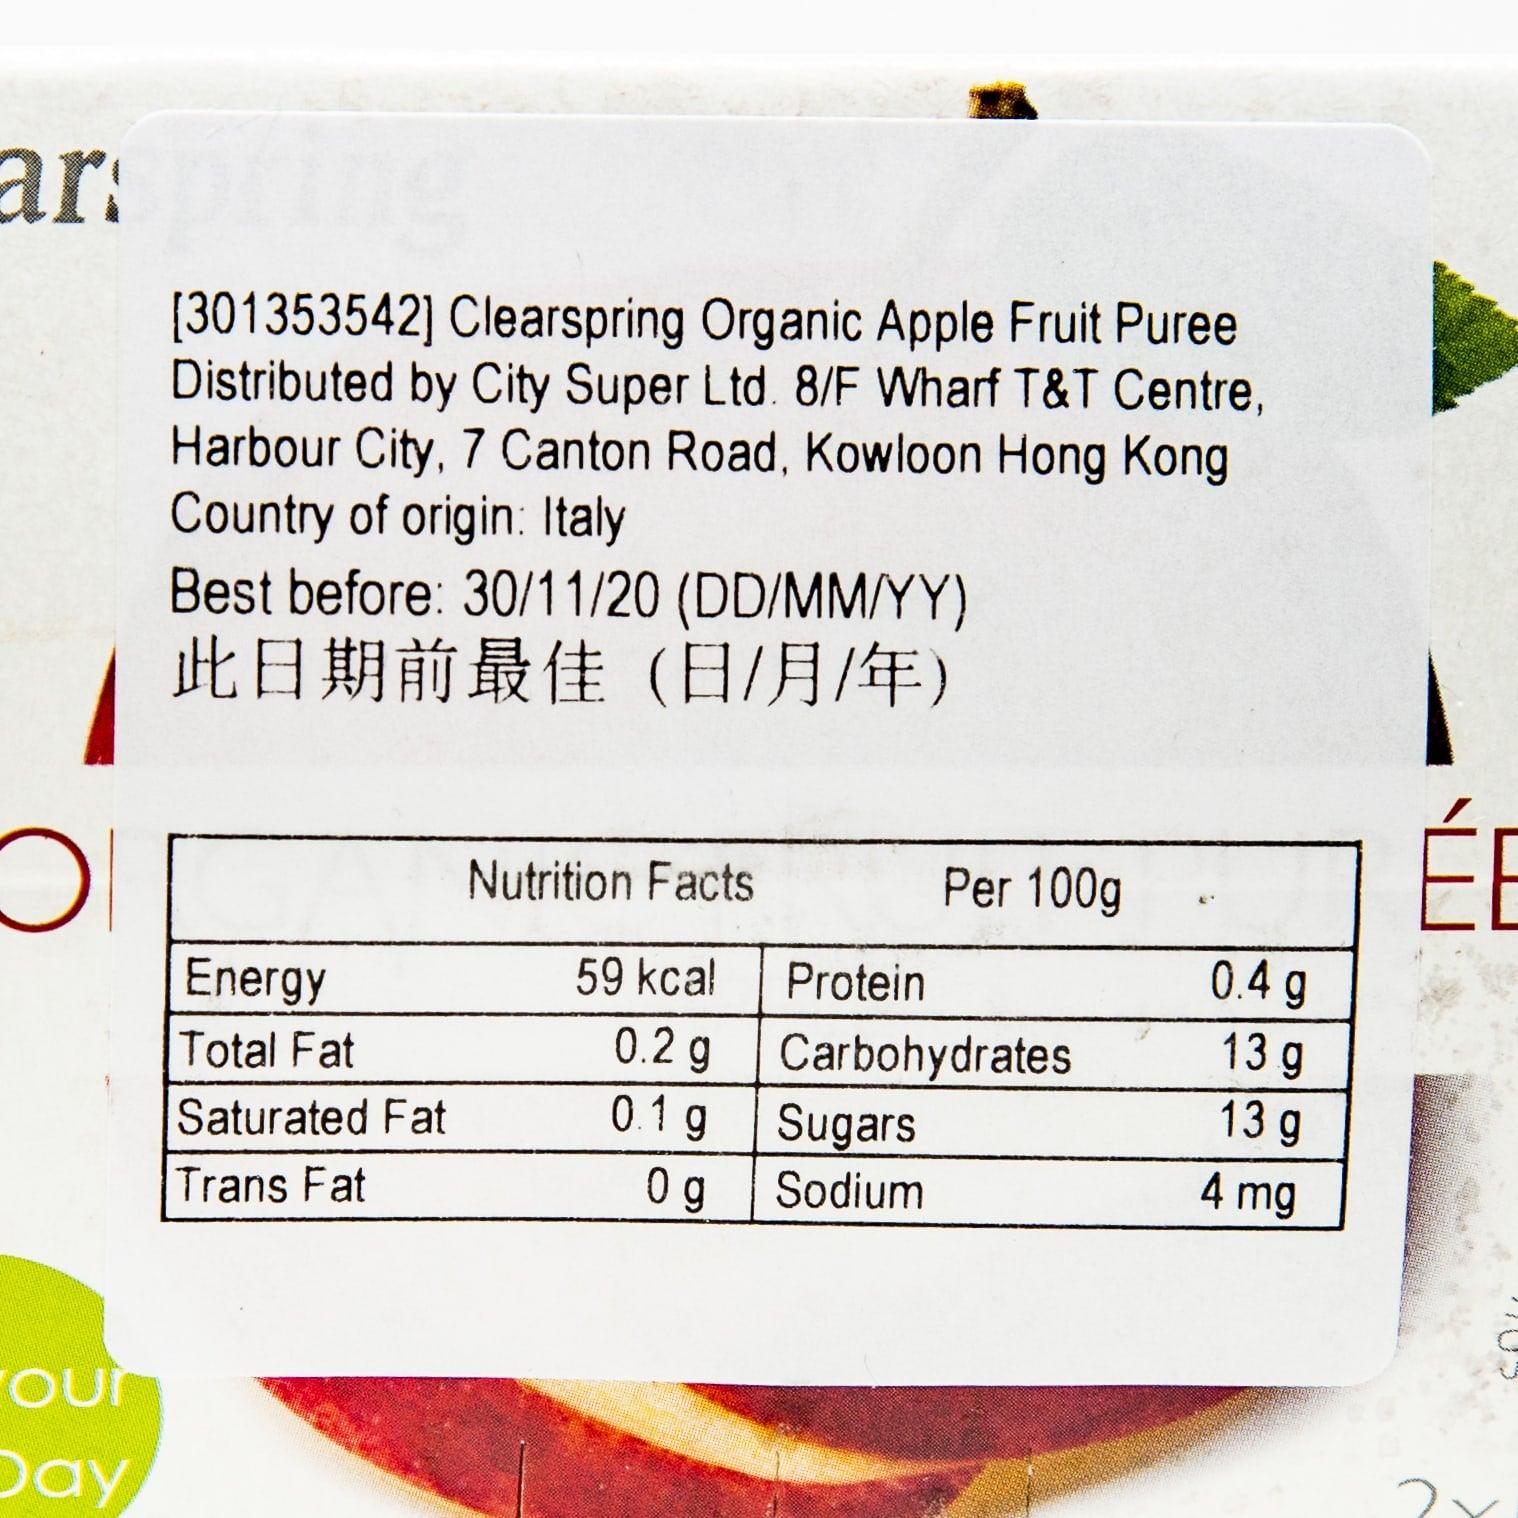 [301353542] Clearspring Organic Apple Fruit Puree
Distributed by City Super Ltd. 8/F Wharf T&T Centre,
Harbour City, 7 Canton Road, Kowloon Hong Kong
Country of origin: Italy
Best before: 30/11/20 (DD/MM/YY)
此日期前最佳 (日/月/年)
Nutrition Facts Per 100g
Energy 59 kcal Protein 0.4 g
Total Fat 0.2 g Carbohydrates 13 g
Saturated Fat 0.1 g Sugars 13 g
Trans Fat 0 g Sodium 4 mg
your
Day